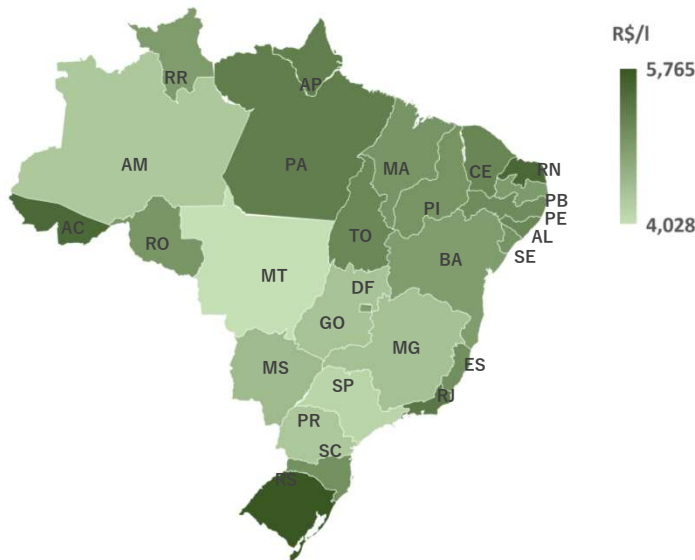 R$/l
5,765
4,028
RR
AP
AM
PA
MA
CE
RN
PB
PE
PI
AL
AC
RO
TO
SE
BA
MT
DF
GO
MG
MS
ES
SP
RJ
PR
SC
RS